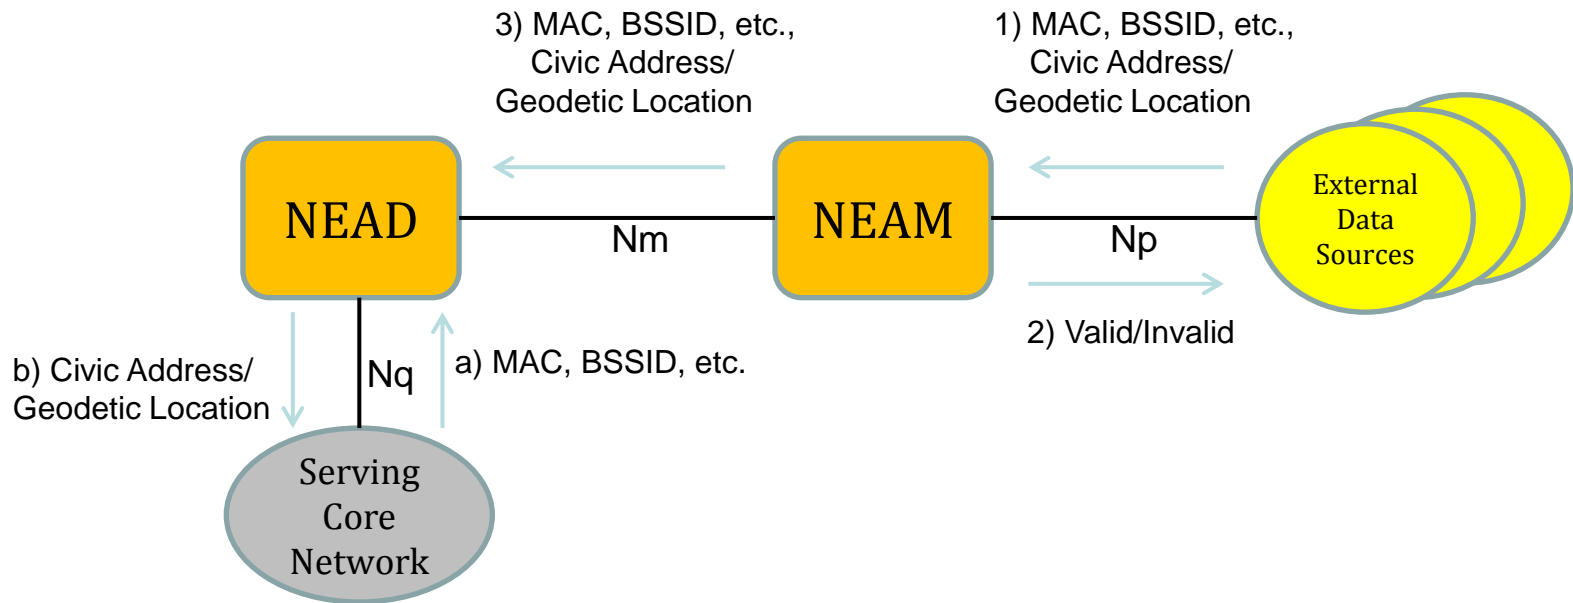 3) MAC, BSSID, etc.,
Civic Address/
Geodetic Location
1) MAC, BSSID, etc.,
Civic Address/
Geodetic Location
NEAD
Nm
NEAM
Np
External
Data
Sources
2) Valid/Invalid
b) Civic Address/
Geodetic Location
Nq
a) MAC, BSSID, etc.
Serving
Core
Network